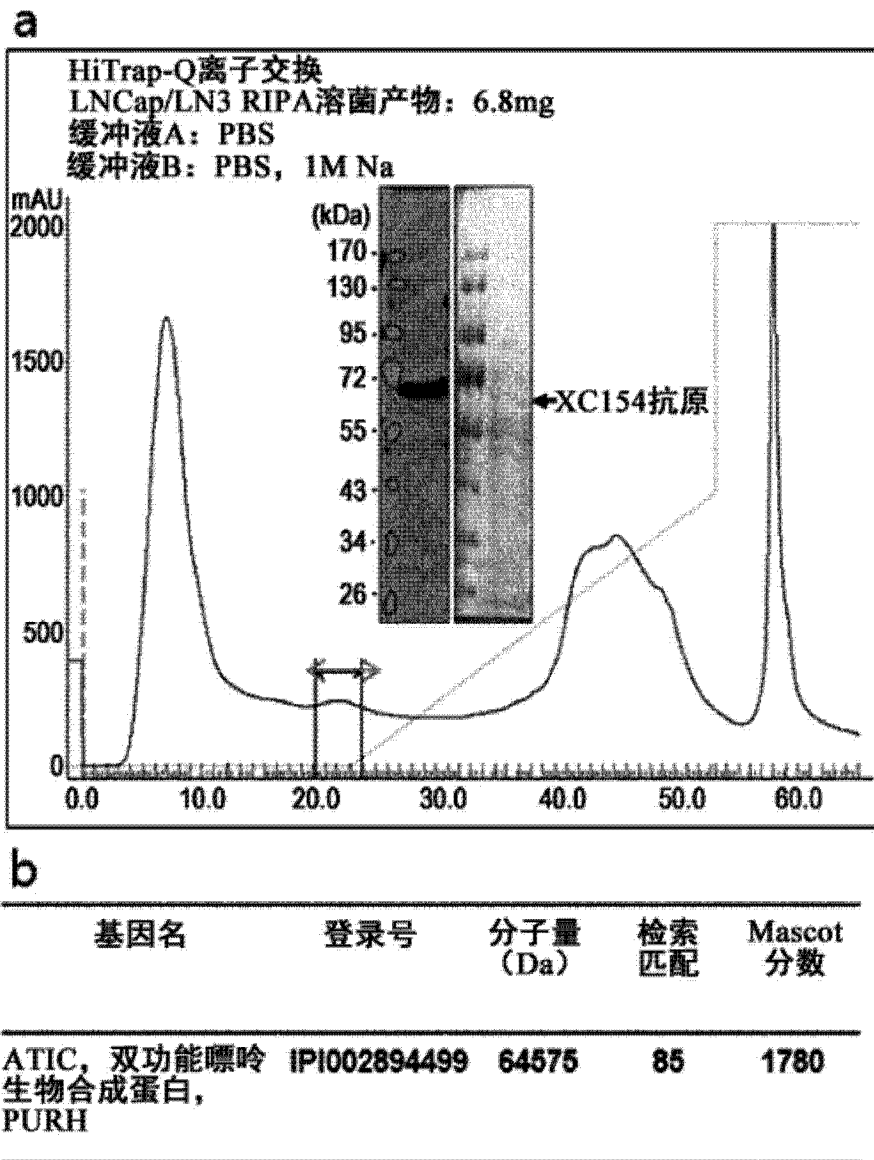 a
HiTrap-Q离子交换
LNCap/LN3 RIPA溶菌产物：6.8mg
缓冲液A：PBS
缓冲液B：PBS，1M Na
mAU
2000
1500
1000
500
0
(kDa)
170
130
95
72
55
43
34
26
XC154抗原
0.0 10.0 20.0 30.0 40.0 50.0 60.0
b
基因名 登录号 分子量 检索 Mascot
（Da） 匹配 分数
ATIC，双功能嘌呤 IPI002894499 64575 85 1780
生物合成蛋白，
PURH